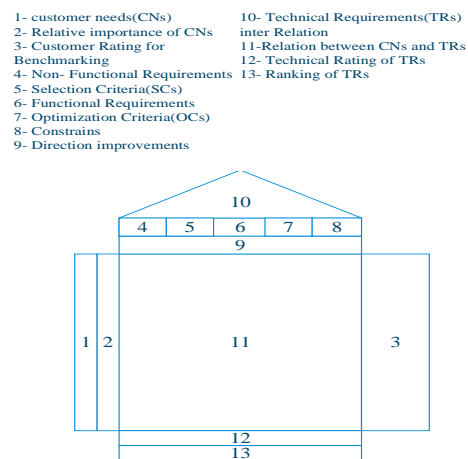 1- customer needs(CNs)
2- Relative importance of CNs
3- Customer Rating for
Benchmarking
4- Non- Functional Requirements
5- Selection Criteria(SCs)
6- Functional Requirements
7- Optimization Criteria(OCs)
8- Constrains
9- Direction improvements
10- Technical Requirements(TRs)
inter Relation
11-Relation between CNs and TRs
12- Technical Rating of TRs
13- Ranking of TRs
10
4 5 6 7 8
9
1 2 11 3
12
13